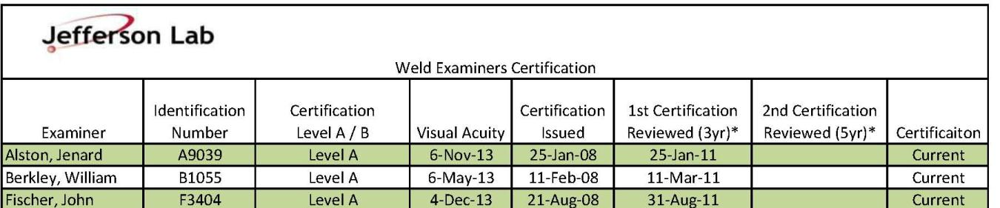 Jefferson Lab
Weld Examiners Certification
Examiner Identification Number Certification Level A / B Visual Acuity Certification Issued 1st Certification Reviewed (3yr)* 2nd Certification Reviewed (5yr)* Certificaiton
Alston, Jenard A9039 Level A 6-Nov-13 25-Jan-08 25-Jan-11 Current
Berkley, William B1055 Level A 6-May-13 11-Feb-08 11-Mar-11 Current
Fischer, John F3404 Level A 4-Dec-13 21-Aug-08 31-Aug-11 Current